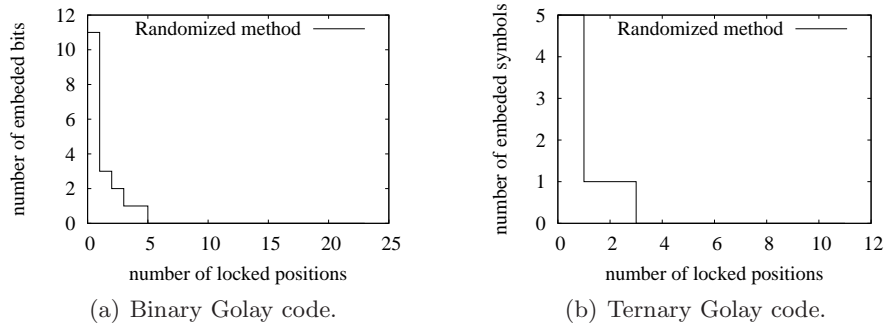 number of embeded bits
12
10
8
6
4
2
0
0 5 10 15 20 25
Randomized method
number of locked positions
(a) Binary Golay code.
number of embeded symbols
5
4
3
2
1
0
0 2 4 6 8 10 12
Randomized method
number of locked positions
(b) Ternary Golay code.